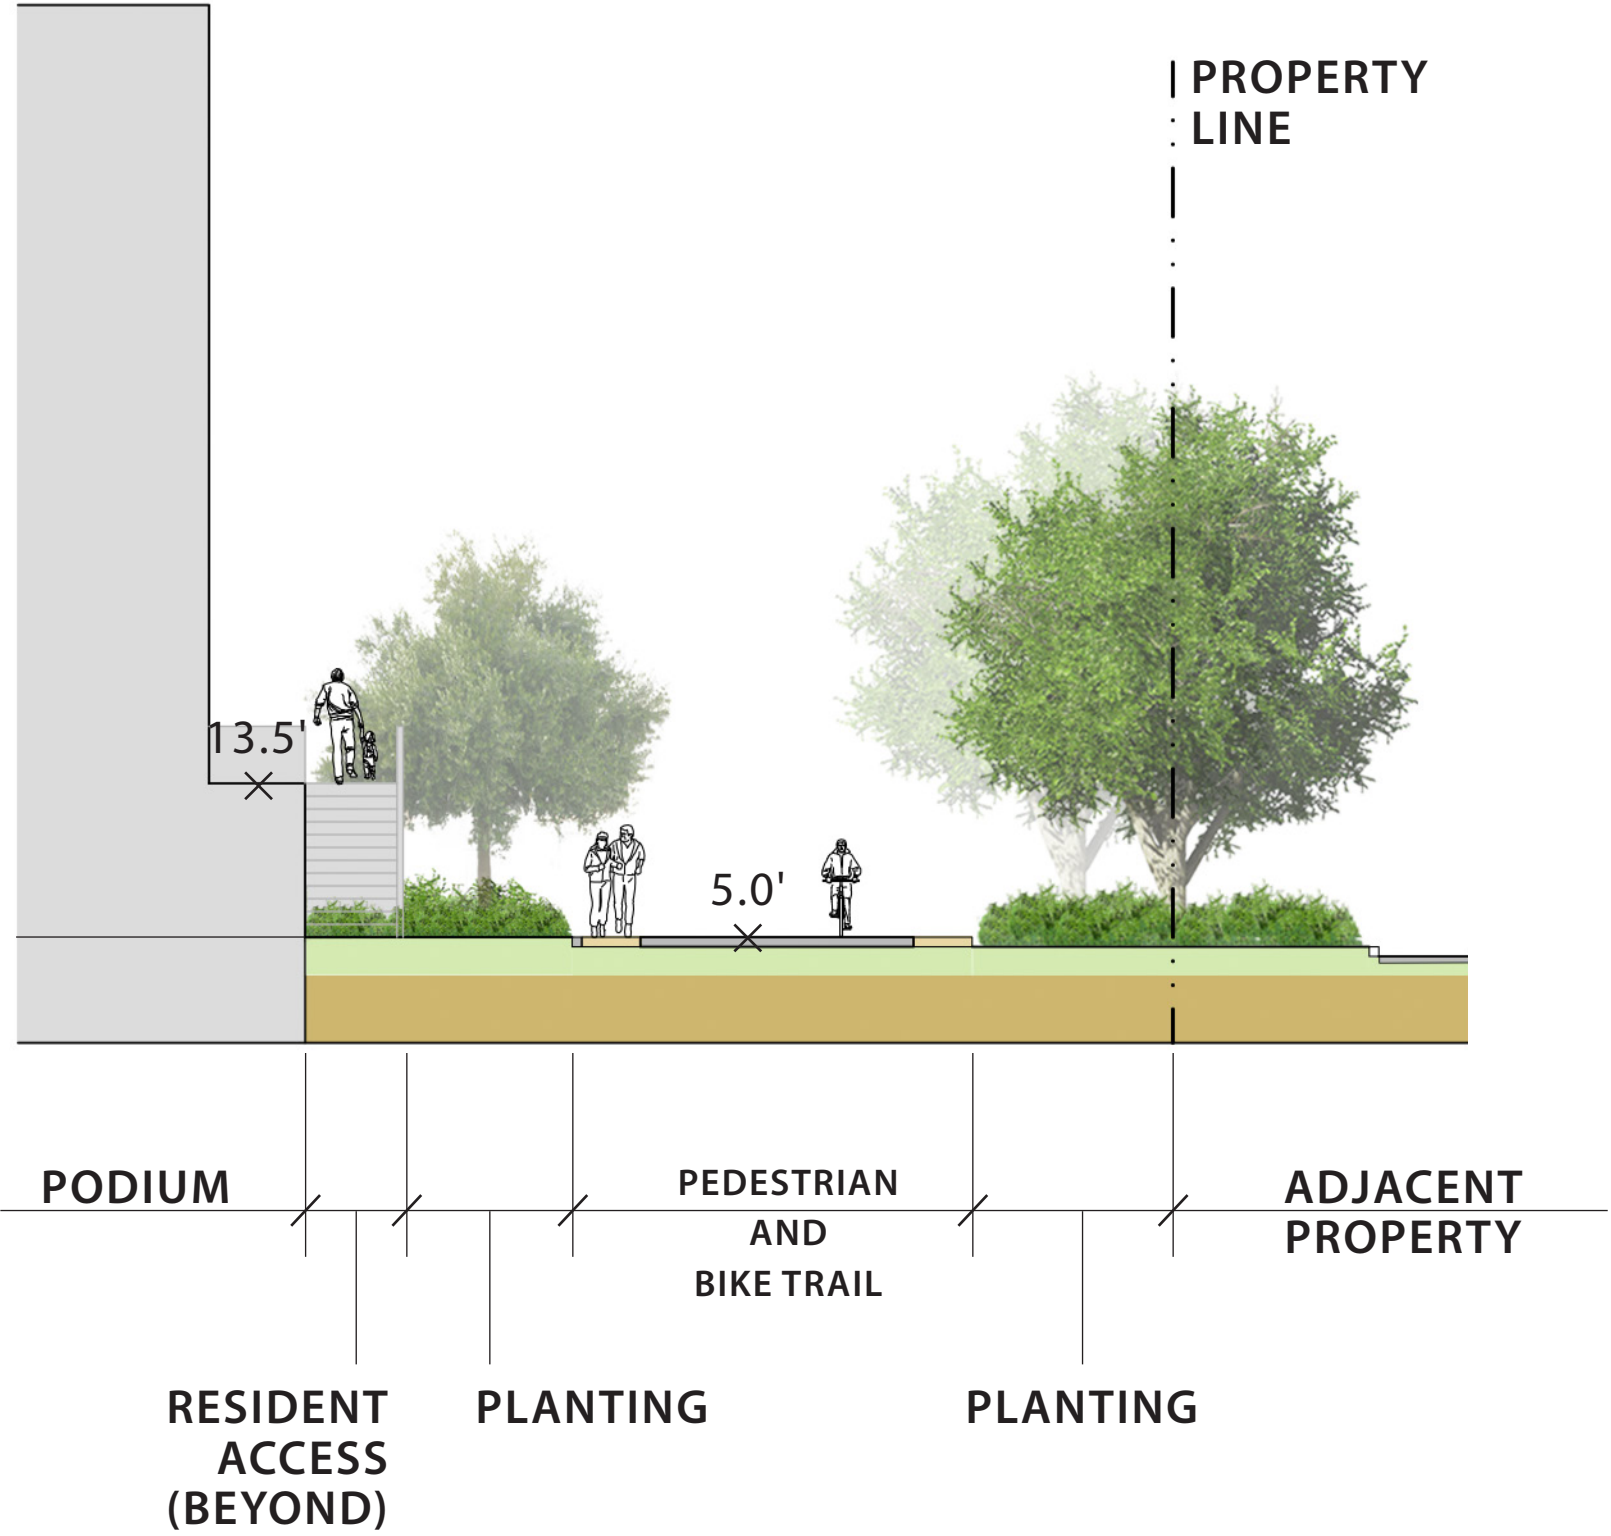 PROPERTY
LINE
13.5'
5.0'
PODIUM
PEDESTRIAN
AND
BIKE TRAIL
ADJACENT
PROPERTY
RESIDENT
ACCESS
(BEYOND)
PLANTING
PLANTING